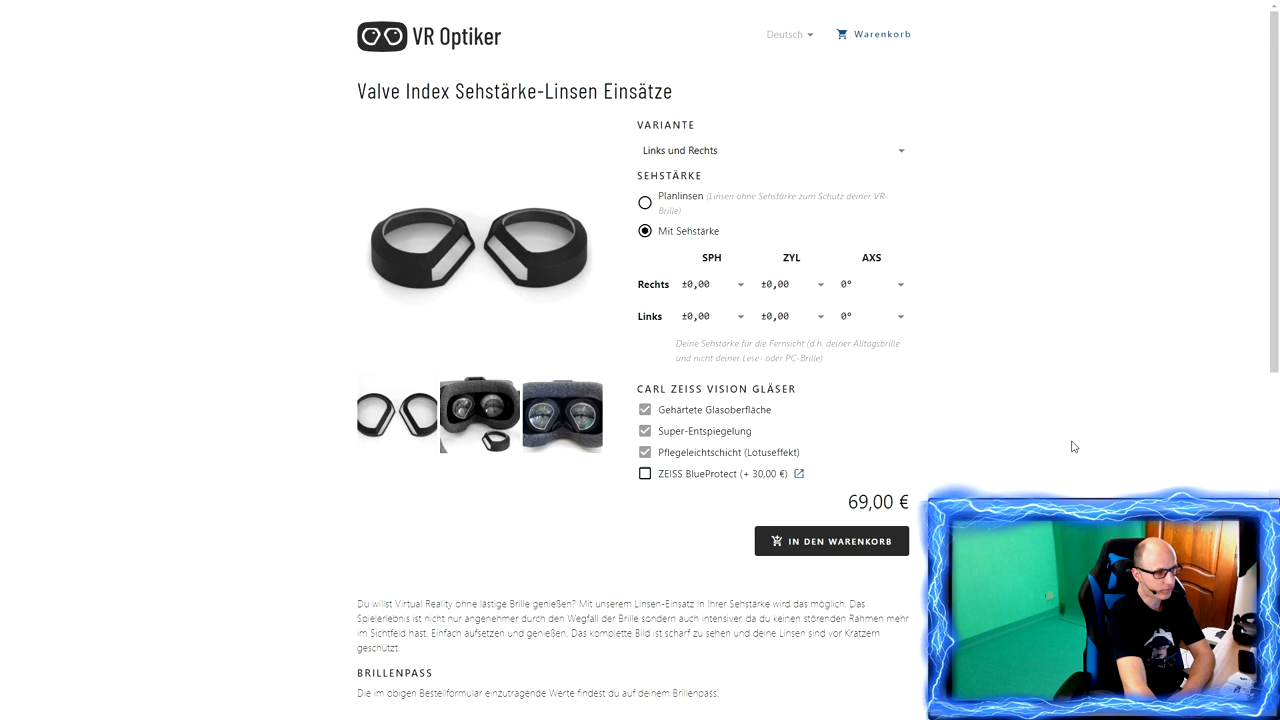 VR Optiker
Deutsch
Warenkorb
Valve Index Sehstärke-Linsen Einsätze
VARIANTE
Links und Rechts
SEHSTÄRKE
Planlinsen (Linsen ohne Sehstärke zum Schutz deiner VR-
Brille)
Mit Sehstärke
SPH ZYL AXS
Rechts ±0,00 ±0,00 0°
Links ±0,00 ±0,00 0°
Deine Sehstärke für die Fernsicht (d.h. deiner Alltagsbrille
und nicht deiner Lese- oder PC-Brille)
CARL ZEISS VISION GLÄSER
Gehärtete Glasoberfläche
Super-Entspiegelung
Pflegeleichtschicht (Lotuseffekt)
ZEISS BlueProtect (+ 30,00 €)
69,00 €
IN DEN WARENKORB
Du willst Virtual Reality ohne lästige Brille genießen? Mit unserem Linsen-Einsatz in Ihrer Sehstärke wird das möglich. Das
Spielerlebnis ist nicht nur angenehmer durch den Wegfall der Brille sondern auch intensiver, da du keinen störenden Rahmen mehr
im Sichtfeld hast. Einfach aufsetzen und genießen. Das komplette Bild ist scharf zu sehen und deine Linsen sind vor Kratzern
geschützt.
BRILLENPASS
Die im obigen Bestellformular einzutragende Werte findest du auf deinem Brillenpass.